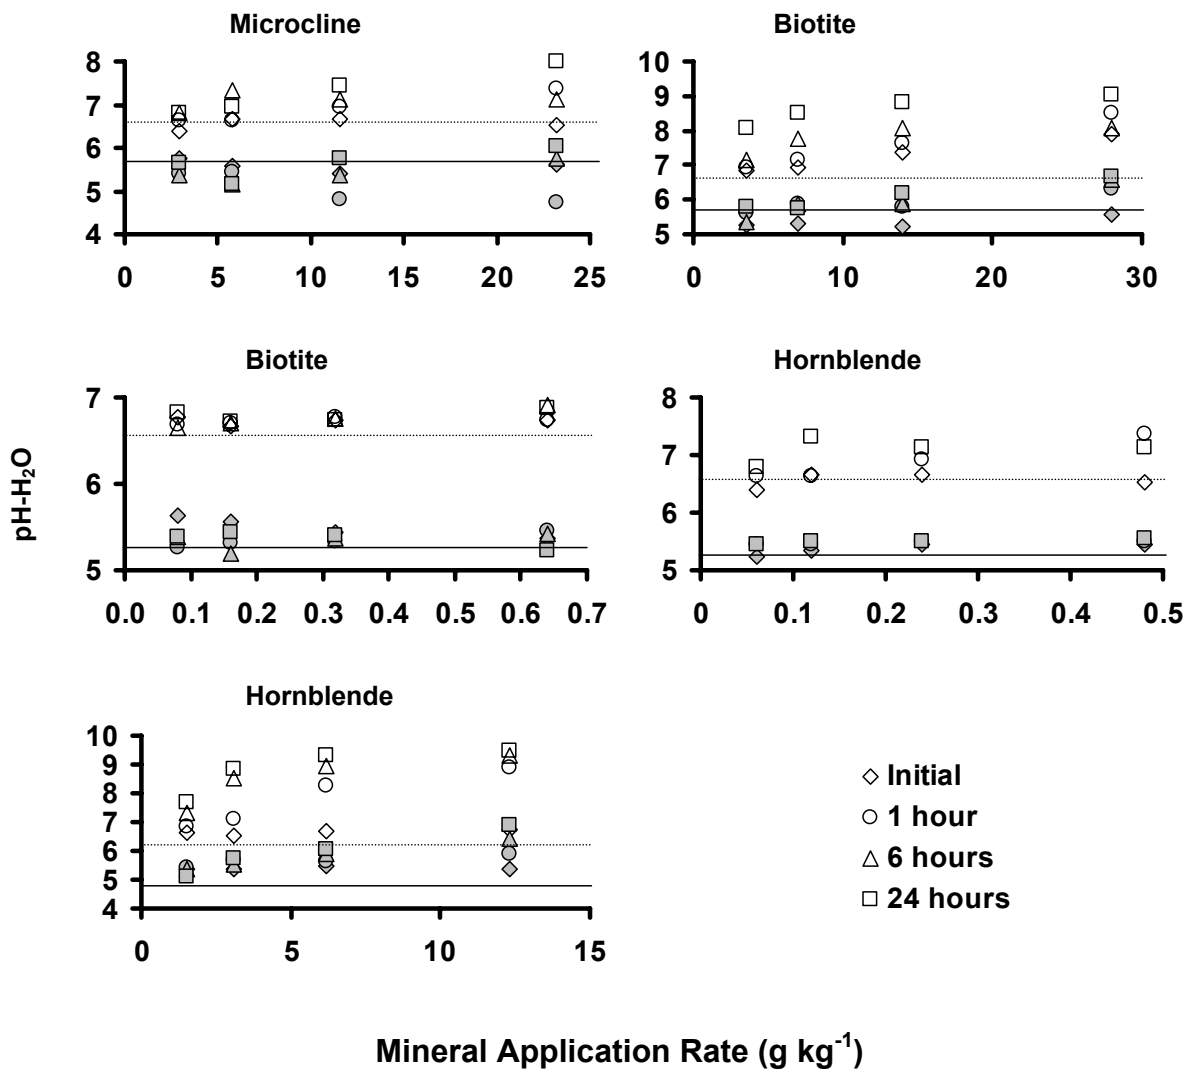 Microcline
Biotite
8
7
6
5
4
0 5 10 15 20 25
10
9
8
7
6
5
0 10 20 30
Biotite
Hornblende
pH-H₂O
7
6
5
0.0 0.1 0.2 0.3 0.4 0.5 0.6 0.7
8
7
6
5
0 0.1 0.2 0.3 0.4 0.5
Hornblende
10
9
8
7
6
5
4
0 5 10 15
Initial
1 hour
6 hours
24 hours
Mineral Application Rate (g kg⁻¹)